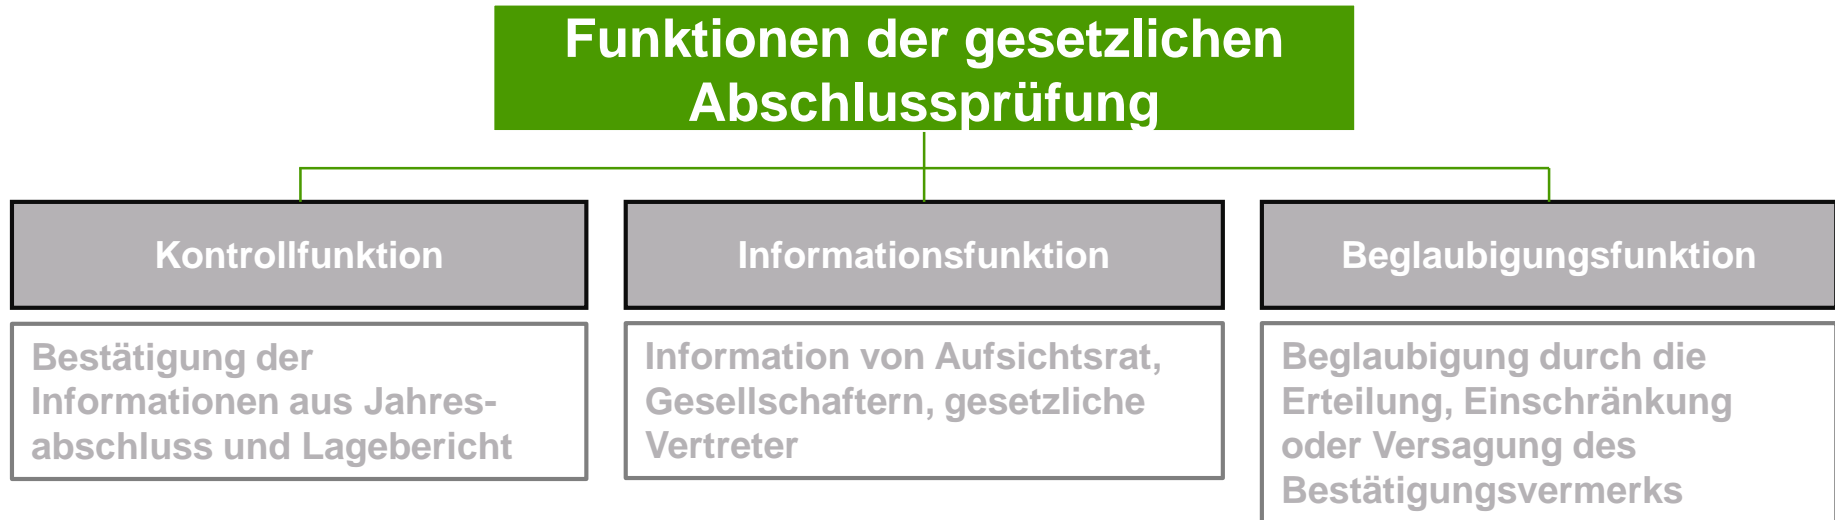 Funktionen der gesetzlichen
Abschlussprüfung
Kontrollfunktion
Bestätigung der
Informationen aus Jahres-
abschluss und Lagebericht
Informationsfunktion
Information von Aufsichtsrat,
Gesellschaftern, gesetzliche
Vertreter
Beglaubigungsfunktion
Beglaubigung durch die
Erteilung, Einschränkung
oder Versagung des
Bestätigungsvermerks